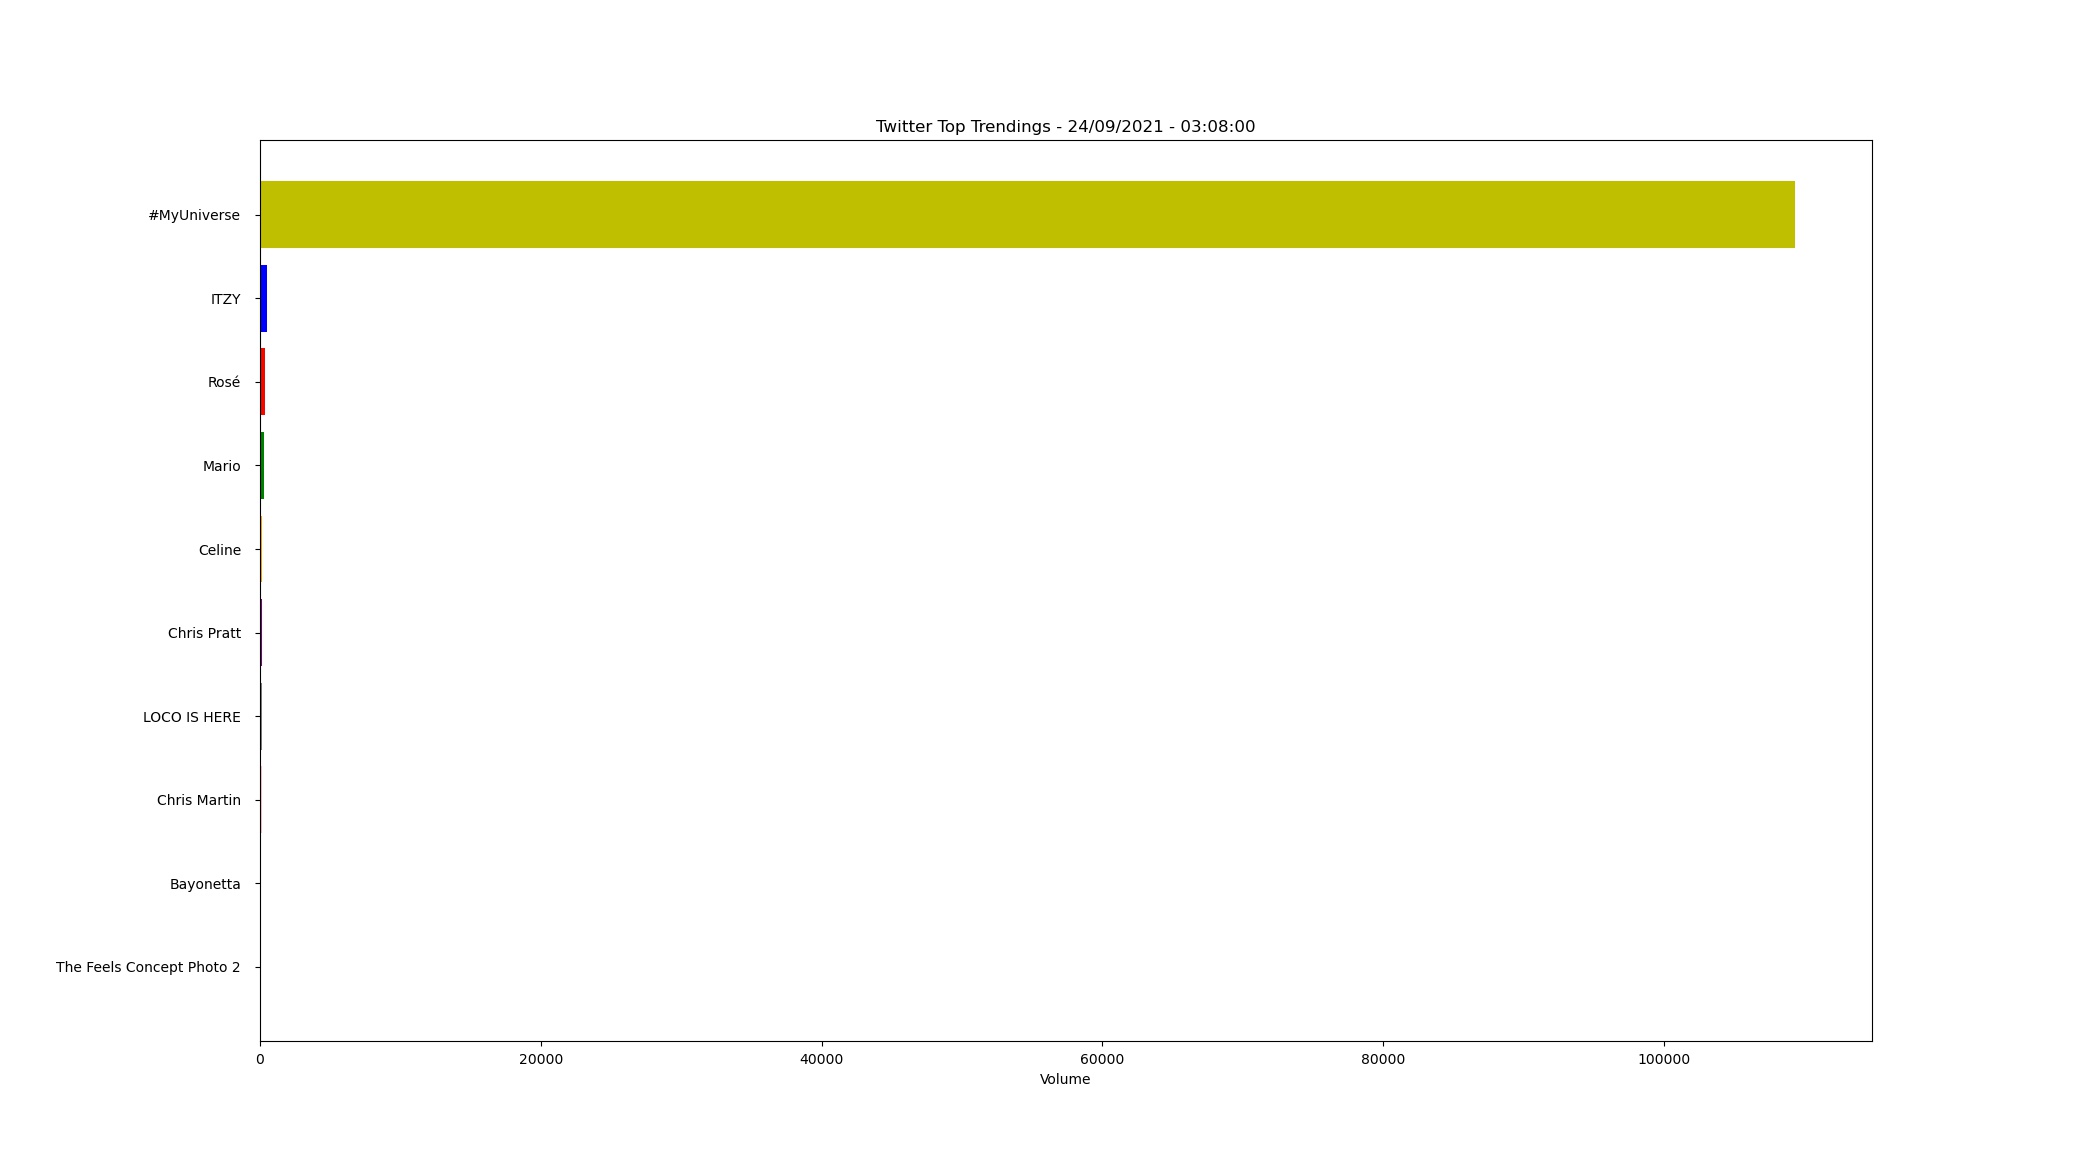 Twitter Top Trendings - 24/09/2021 - 03:08:00
#MyUniverse
ITZY
Rosé
Mario
Celine
Chris Pratt
LOCO IS HERE
Chris Martin
Bayonetta
The Feels Concept Photo 2
0 20000 40000 60000 80000 100000
Volume